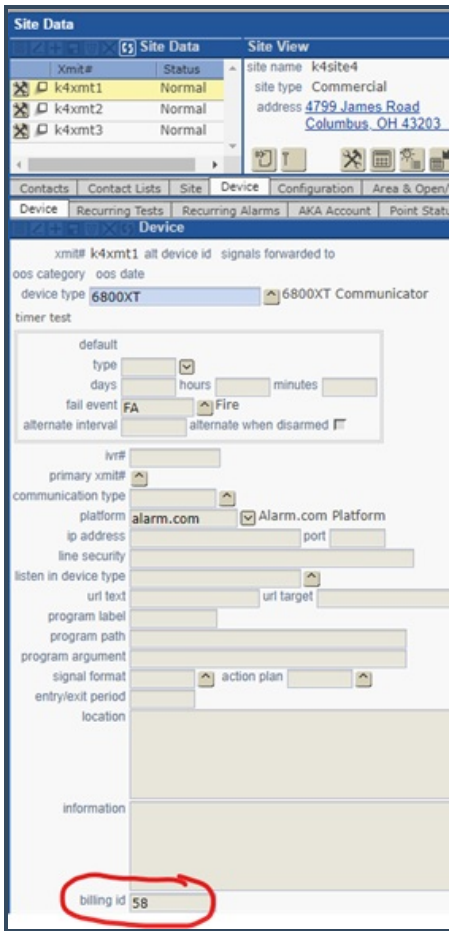 Site Data
Site Data
Site View
Xmit# Status
k4xmt1 Normal
k4xmt2 Normal
k4xmt3 Normal
site name k4site4
site type Commercial
address 4799 James Road
Columbus, OH 43203
Contacts Contact Lists Site Device Configuration Area & Open/
Device Recurring Tests Recurring Alarms AKA Account Point Statu
Device
xmit# k4xmt1 alt device id signals forwarded to
oos category oos date
device type 6800XT 6800XT Communicator
timer test
default
type
days hours minutes
fail event FA Fire
alternate interval alternate when disarmed
ivr#
primary xmit#
communication type
platform alarm.com Alarm.com Platform
ip address port
line security
listen in device type
url text url target
program label
program path
program argument
signal format action plan
entry/exit period
location
information
billing id 58